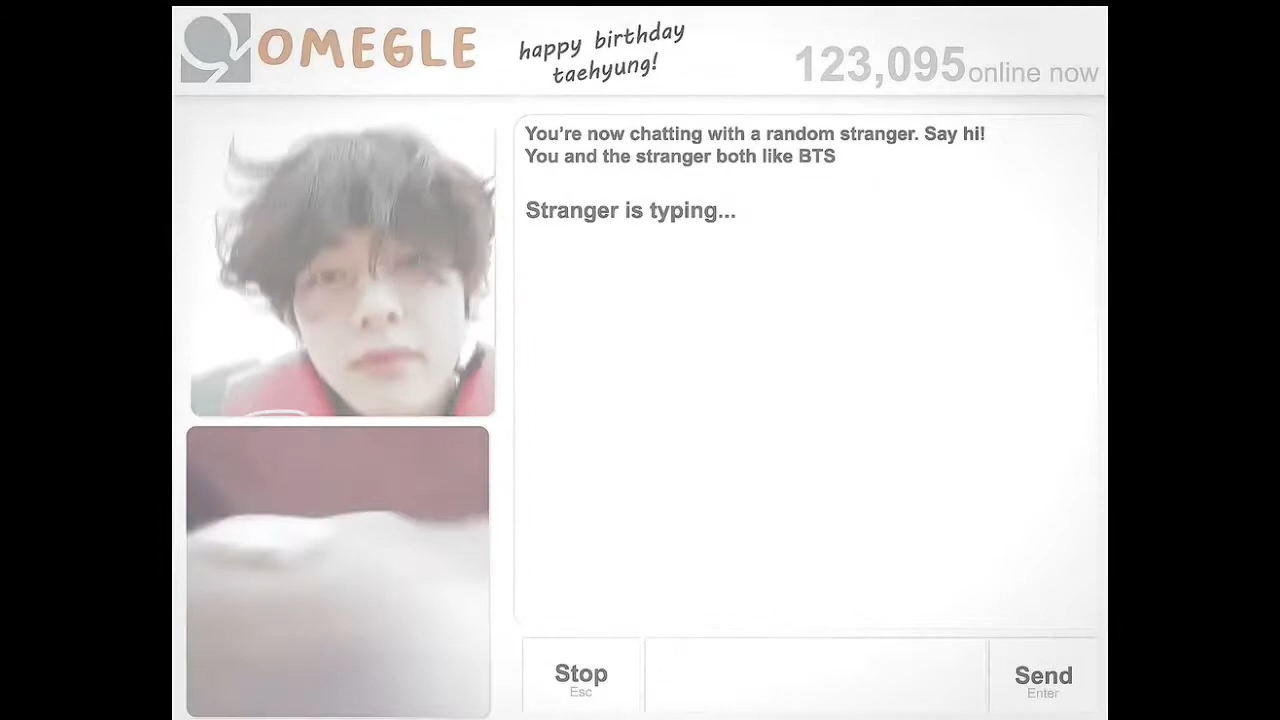 OMEGLE
happy birthday
taehyung!
123,095 online now
You're now chatting with a random stranger. Say hi!
You and the stranger both like BTS
Stranger is typing...
Stop
Esc
Send
Enter